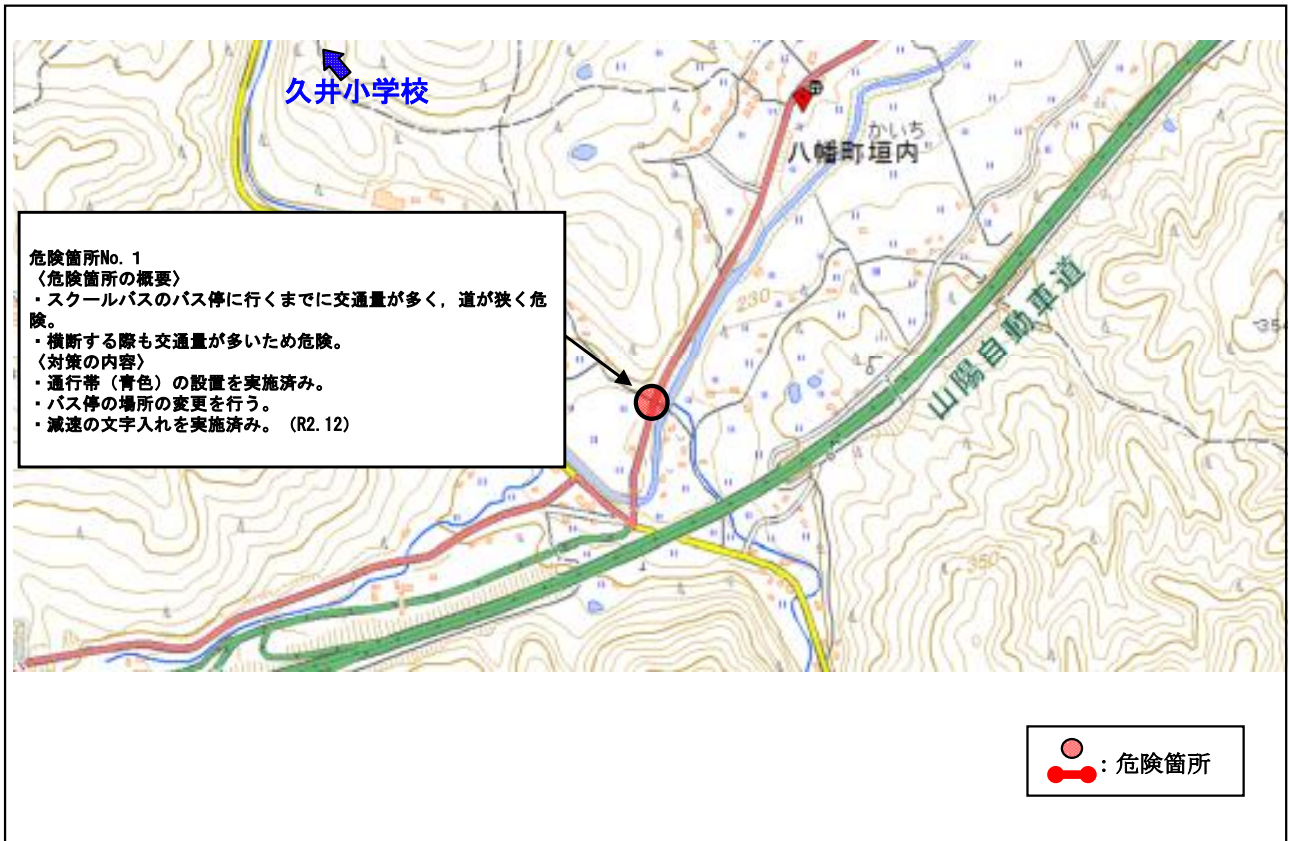 久井小学校
かいち
八幡町垣内
危険箇所No. 1
〈危険箇所の概要〉
・スクールバスのバス停に行くまでに交通量が多く，道が狭く危
険。
・横断する際も交通量が多いため危険。
〈対策の内容〉
・通行帯（青色）の設置を実施済み。
・バス停の場所の変更を行う。
・減速の文字入れを実施済み。（R2.12）
230
山陽自動車道
354
350
：危険箇所